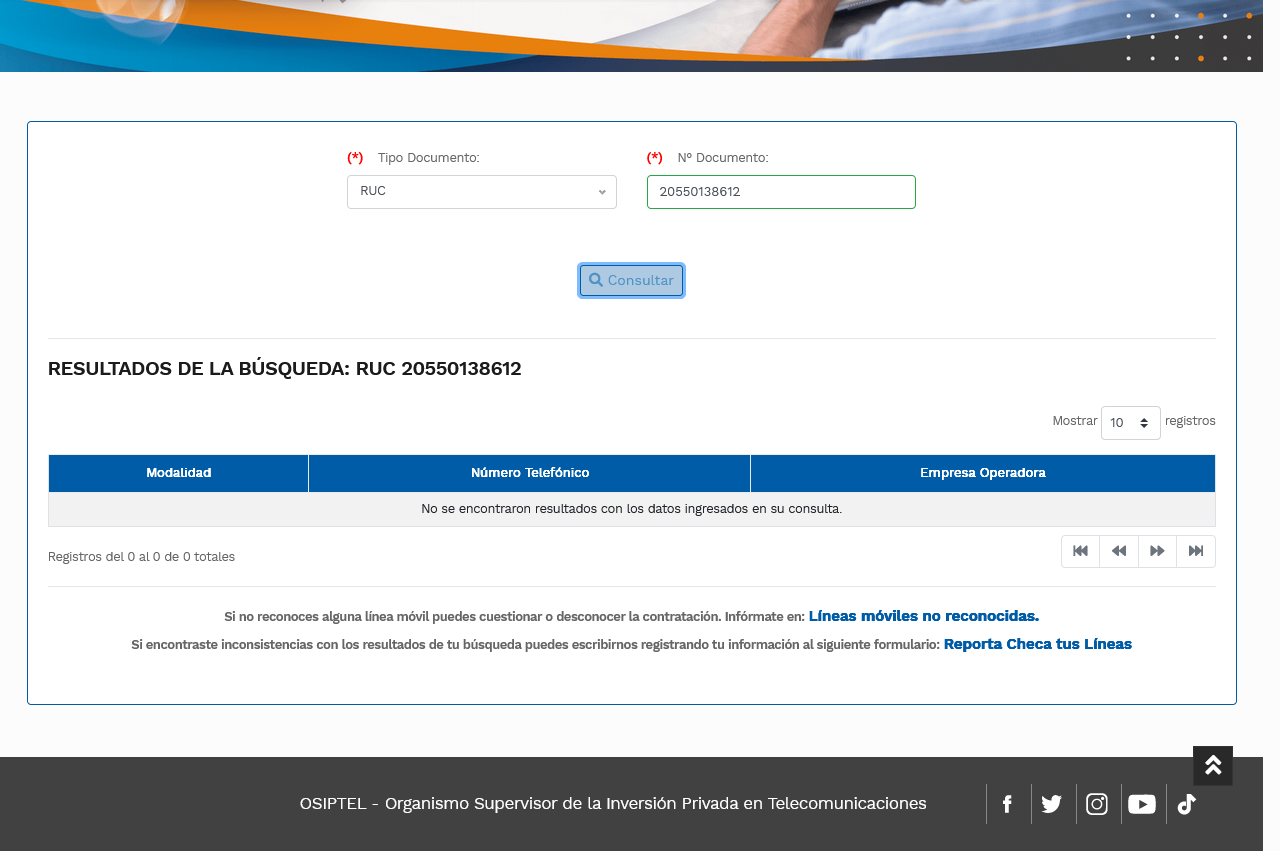 (*) Tipo Documento: (*) N° Documento:
RUC 20550138612
Consultar
RESULTADOS DE LA BÚSQUEDA: RUC 20550138612
Mostrar 10 registros
Modalidad Número Telefónico Empresa Operadora
No se encontraron resultados con los datos ingresados en su consulta.
Registros del 0 al 0 de 0 totales
Si no reconoces alguna línea móvil puedes cuestionar o desconocer la contratación. Infórmate en: Líneas móviles no reconocidas.
Si encontraste inconsistencias con los resultados de tu búsqueda puedes escribirnos registrando tu información al siguiente formulario: Reporta Checa tus Líneas
OSIPTEL - Organismo Supervisor de la Inversión Privada en Telecomunicaciones